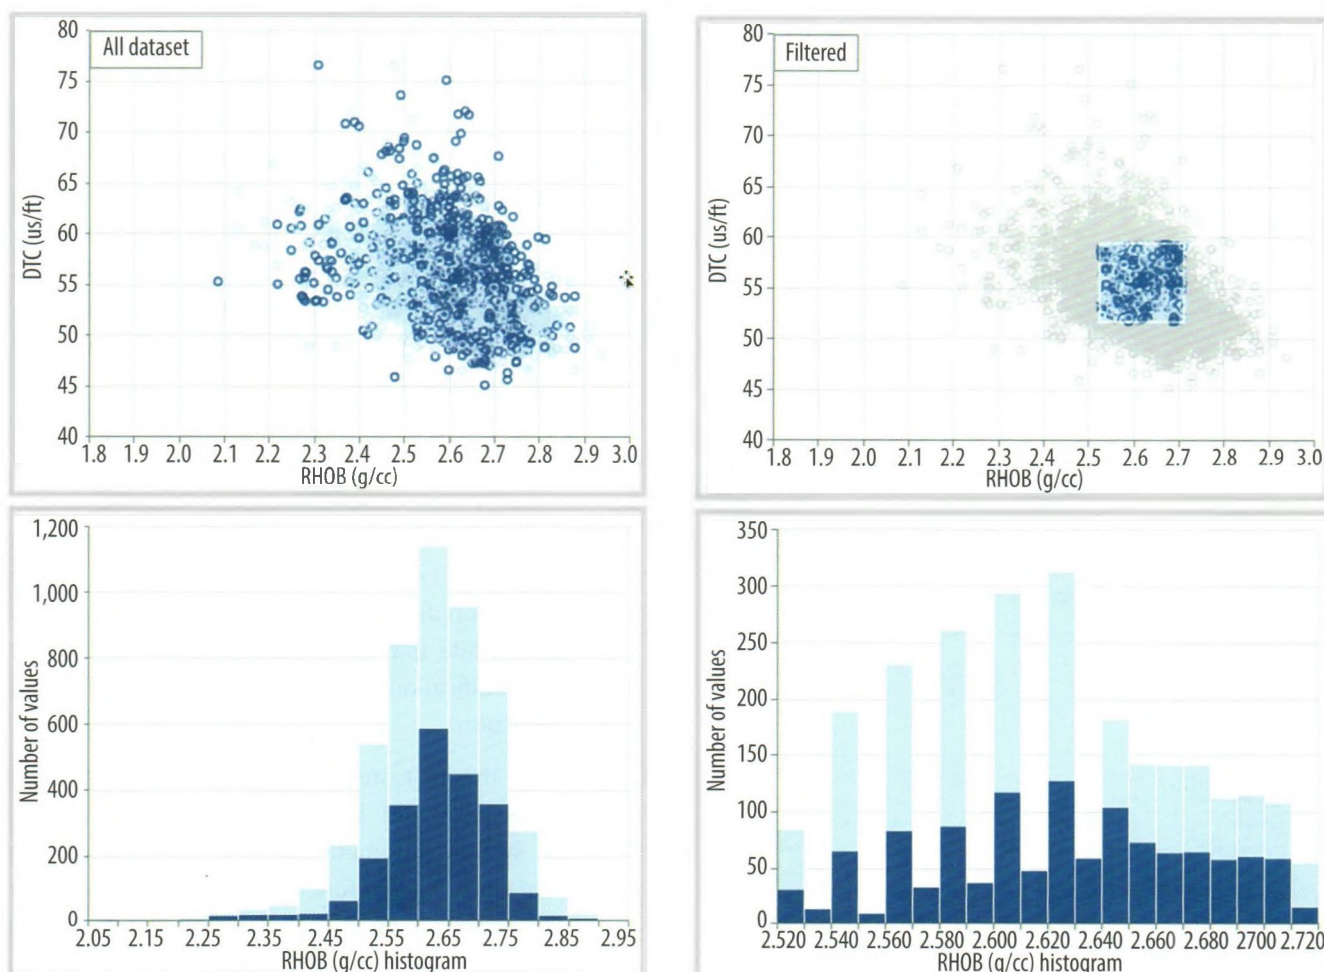 All dataset
80
75
70
65
60
55
50
45
40
DTC (us/ft)
1.8 1.9 2.0 2.1 2.2 2.3 2.4 2.5 2.6 2.7 2.8 2.9 3.0
RHOB (g/cc)
Filtered
80
75
70
65
60
55
50
45
40
DTC (us/ft)
1.8 1.9 2.0 2.1 2.2 2.3 2.4 2.5 2.6 2.7 2.8 2.9 3.0
RHOB (g/cc)
1,200
1,000
800
600
400
200
0
Number of values
2.05 2.15 2.25 2.35 2.45 2.55 2.65 2.75 2.85 2.95
RHOB (g/cc) histogram
350
300
250
200
150
100
50
0
Number of values
2.520 2.540 2.560 2.580 2.600 2.620 2.640 2.660 2.680 2.700 2.720
RHOB (g/cc) histogram